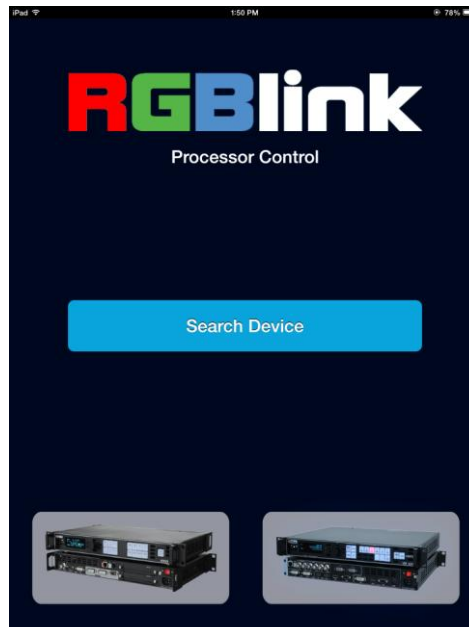 iPad 1:50 PM 78%
RGBlink
Processor Control
Search Device